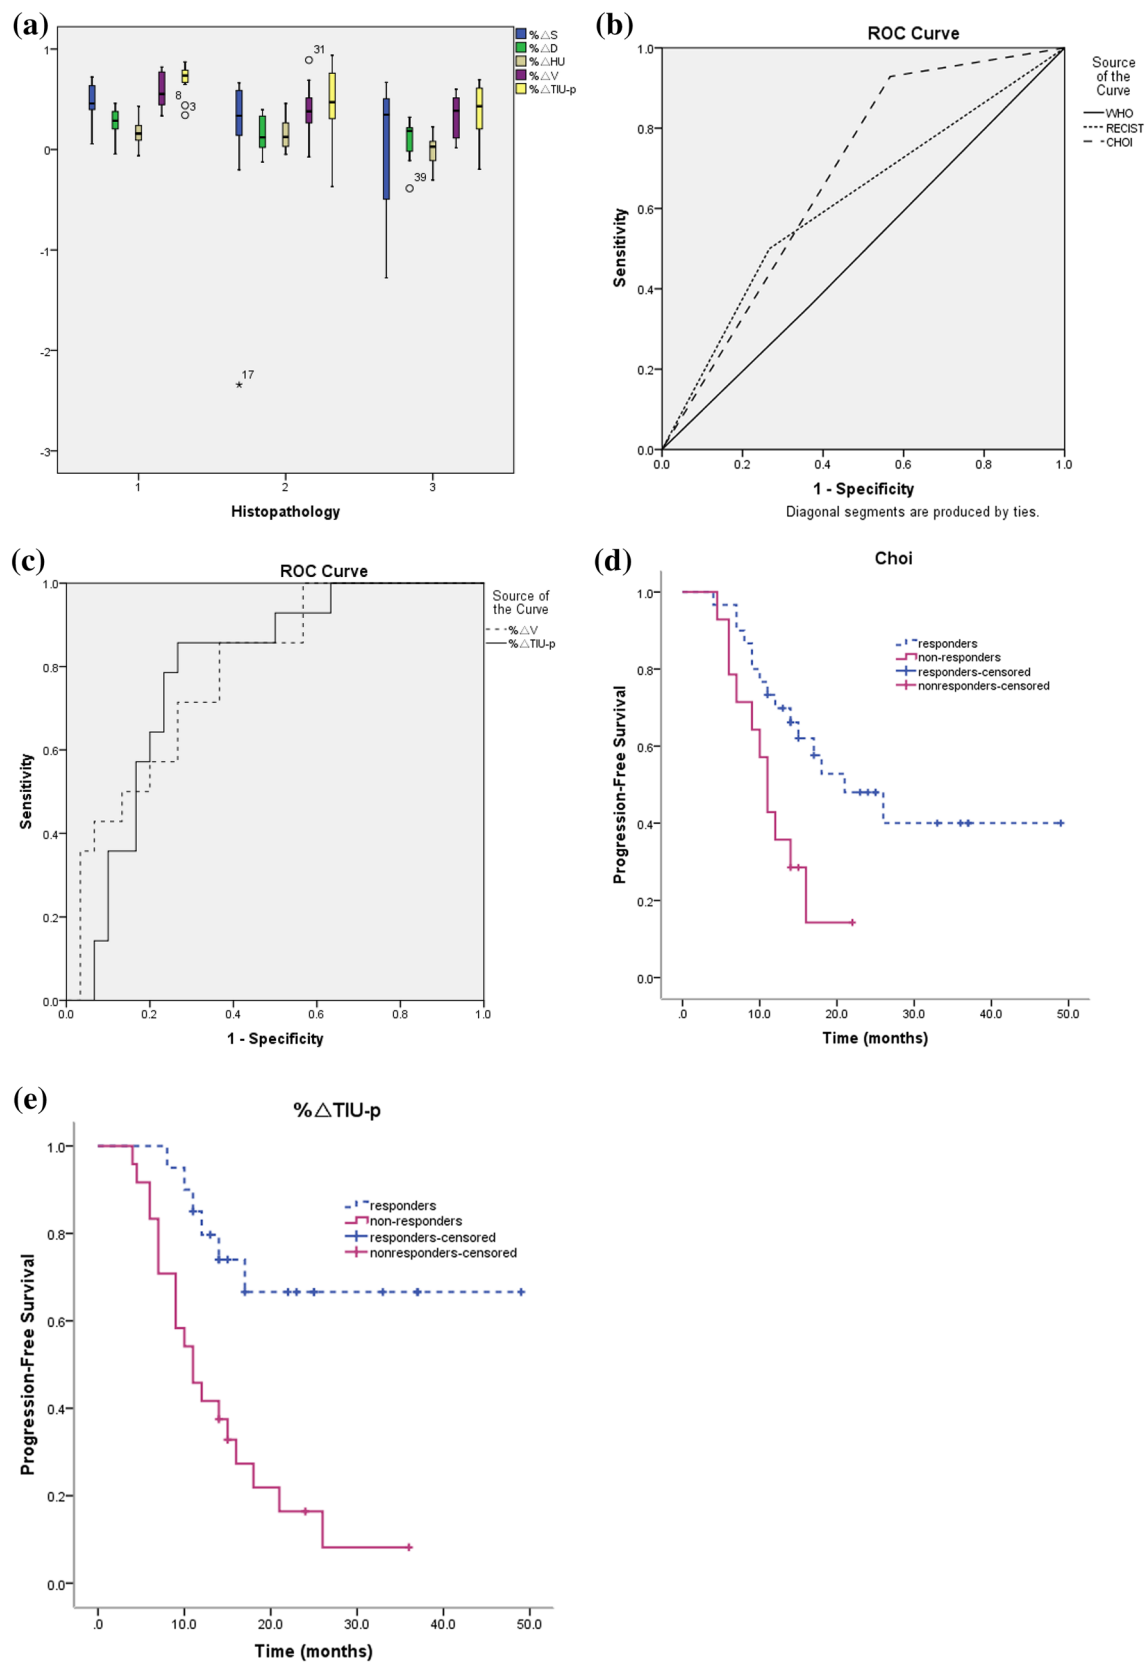 (a)
1
0
-1
-2
-3
8
3
31
17
39
%△S
%△D
%△HU
%△V
%△TIU-p
1 2 3
Histopathology
(b)
ROC Curve
Sensitivity
1.0
0.8
0.6
0.4
0.2
0.0
0.0 0.2 0.4 0.6 0.8 1.0
1 - Specificity
Diagonal segments are produced by ties.
Source
of the
Curve
WHO
RECIST
CHOI
(c)
ROC Curve
Sensitivity
1.0
0.8
0.6
0.4
0.2
0.0
0.0 0.2 0.4 0.6 0.8 1.0
1 - Specificity
Source of
the Curve
%△V
%△TIU-p
(d)
Choi
Progression-Free Survival
1.0
0.8
0.6
0.4
0.2
0.0
.0 10.0 20.0 30.0 40.0 50.0
Time (months)
responders
non-responders
responders-censored
nonresponders-censored
(e)
%△TIU-p
Progression-Free Survival
1.0
0.8
0.6
0.4
0.2
0.0
.0 10.0 20.0 30.0 40.0 50.0
Time (months)
responders
non-responders
responders-censored
nonresponders-censored